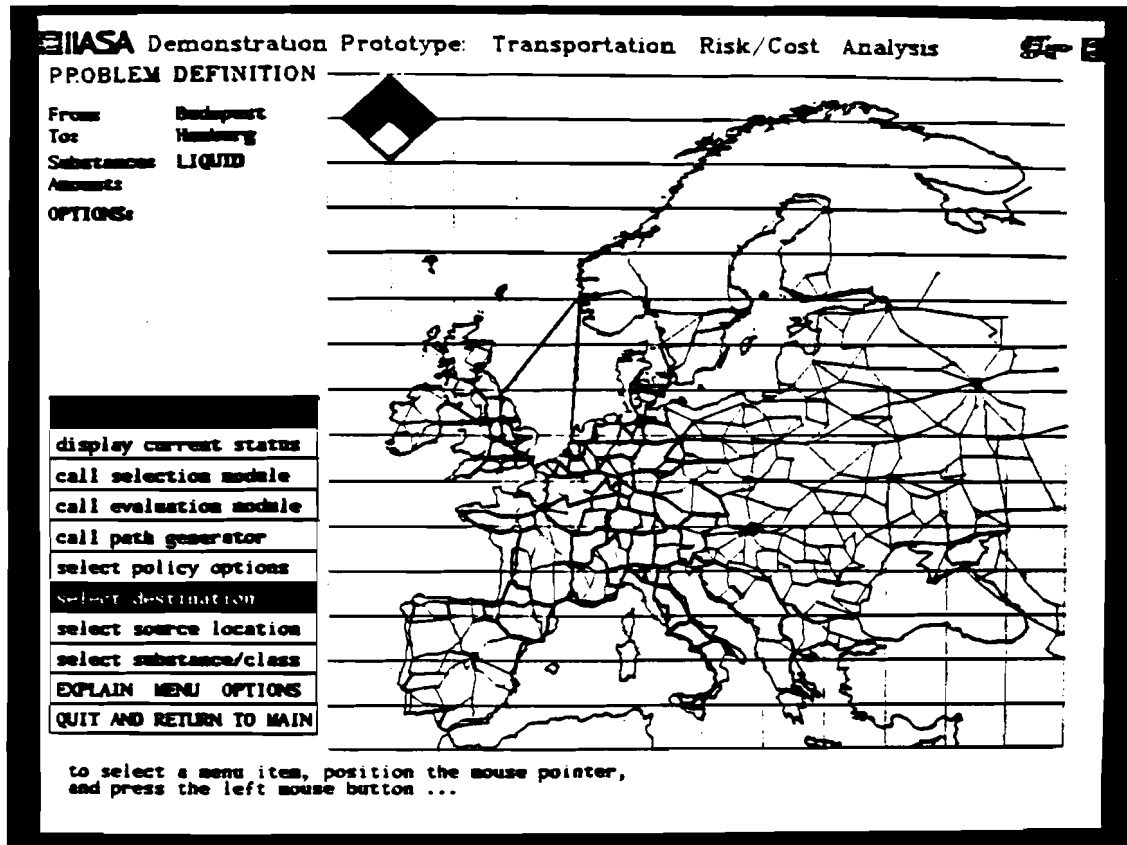 IIASA Demonstration Prototype: Transportation Risk/Cost Analysis
PROBLEM DEFINITION
From: Budapest
To: Hamburg
Substance: LIQUID
Amount:
OPTIONS:
display current status
call selection module
call evaluation module
call path generator
select policy options
select destination
select source location
select substance/class
EXPLAIN MENU OPTIONS
QUIT AND RETURN TO MAIN
to select a menu item, position the mouse pointer,
and press the left mouse button ...